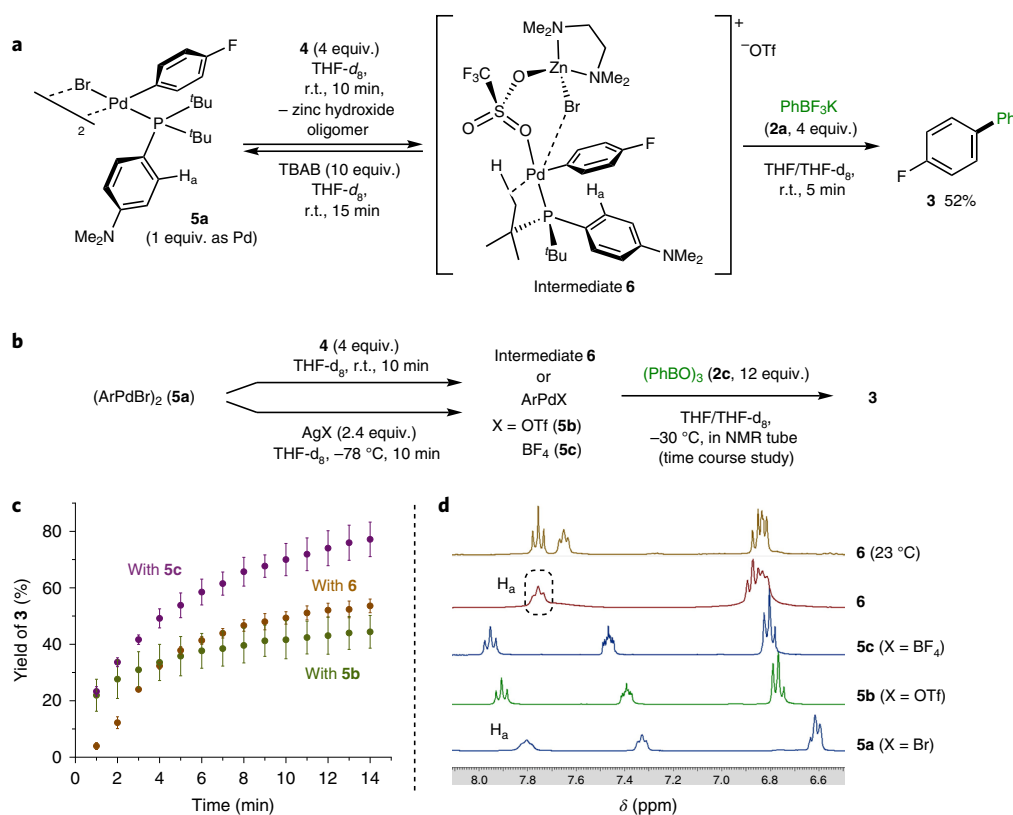 a
Br
Pd
F
2
P
tBu
tBu
Ha
Me2N
5a
(1 equiv. as Pd)
4 (4 equiv.)
THF-d8,
r.t., 10 min,
– zinc hydroxide
oligomer
TBAB (10 equiv.)
THF-d8,
r.t., 15 min
Me2N
Zn
NMe2
F3C
O
Br
S
O
F
H
Pd
Ha
P
tBu
NMe2
+
–OTf
Intermediate 6
PhBF3K
(2a, 4 equiv.)
THF/THF-d8,
r.t., 5 min
Ph
F
3 52%
b
(ArPdBr)2 (5a)
4 (4 equiv.)
THF-d8, r.t., 10 min
AgX (2.4 equiv.)
THF-d8, –78 °C, 10 min
Intermediate 6
or
ArPdX
X = OTf (5b)
BF4 (5c)
(PhBO)3 (2c, 12 equiv.)
THF/THF-d8,
–30 °C, in NMR tube
(time course study)
3
c
Yield of 3 (%)
80
60
40
20
0
With 5c
With 6
With 5b
0 2 4 6 8 10 12 14
Time (min)
d
6 (23 °C)
Ha
6
5c (X = BF4)
5b (X = OTf)
Ha
5a (X = Br)
8.0 7.8 7.6 7.4 7.2 7.0 6.8 6.6
δ (ppm)